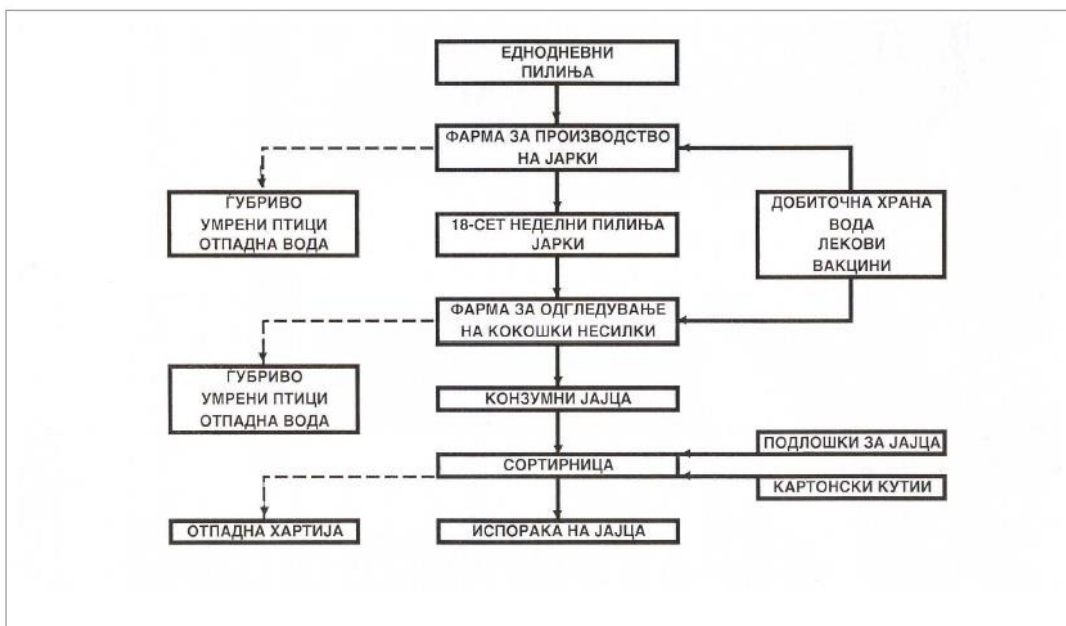 ЕДНОДНЕВНИ
ПИЛИЊА
ФАРМА ЗА ПРОИЗВОДСТВО
НА ЈАРКИ
ЃУБРИВО
УМРЕНИ ПТИЦИ
ОТПАДНА ВОДА
18-СЕТ НЕДЕЛНИ ПИЛИЊА
ЈАРКИ
ДОБИТОЧНА ХРАНА
ВОДА
ЛЕКОВИ
ВАКЦИНИ
ФАРМА ЗА ОДГЛЕДУВАЊЕ
НА КОКОШКИ НЕСИЛКИ
ЃУБРИВО
УМРЕНИ ПТИЦИ
ОТПАДНА ВОДА
КОНЗУМНИ ЈАЈЦА
ПОДЛОШКИ ЗА ЈАЈЦА
СОРТИРНИЦА
КАРТОНСКИ КУТИИ
ОТПАДНА ХАРТИЈА
ИСПОРАКА НА ЈАЈЦА